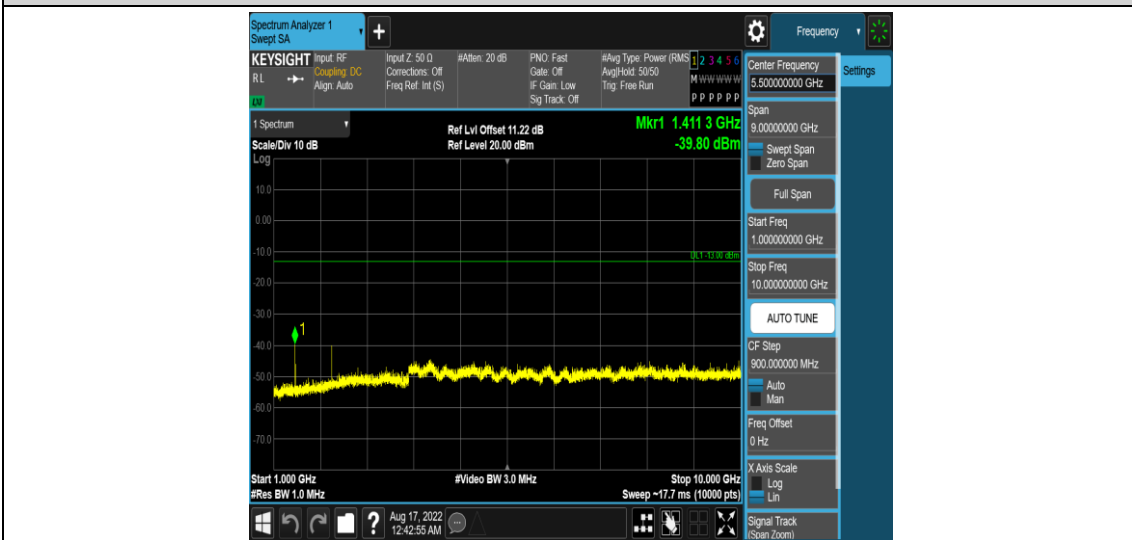 Spectrum Analyzer 1
Swept SA
+
Frequency
KEYSIGHT
RL
LXI
Input: RF
Coupling: DC
Align: Auto
Input Z: 50 Ω
Corrections: Off
Freq Ref: Int (S)
#Atten: 20 dB
PNO: Fast
Gate: Off
IF Gain: Low
Sig Track: Off
#Avg Type: Power (RMS
Avg|Hold: 50/50
Trig: Free Run
1 2 3 4 5 6
M W W W W W
P P P P P P
1 Spectrum
Scale/Div 10 dB
Ref Lvl Offset 11.22 dB
Ref Level 20.00 dBm
Mkr1 1.411 3 GHz
-39.80 dBm
Log
10.0
0.00
-10.0
DL1 -13.00 dBm
-20.0
-30.0
1
-40.0
-50.0
-60.0
-70.0
Start 1.000 GHz
#Res BW 1.0 MHz
#Video BW 3.0 MHz
Stop 10.000 GHz
Sweep ~17.7 ms (10000 pts)
?
Aug 17, 2022
12:42:55 AM
Center Frequency
5.500000000 GHz
Settings
Span
9.00000000 GHz
Swept Span
Zero Span
Full Span
Start Freq
1.000000000 GHz
Stop Freq
10.000000000 GHz
AUTO TUNE
CF Step
900.000000 MHz
Auto
Man
Freq Offset
0 Hz
X Axis Scale
Log
Lin
Signal Track
(Span Zoom)